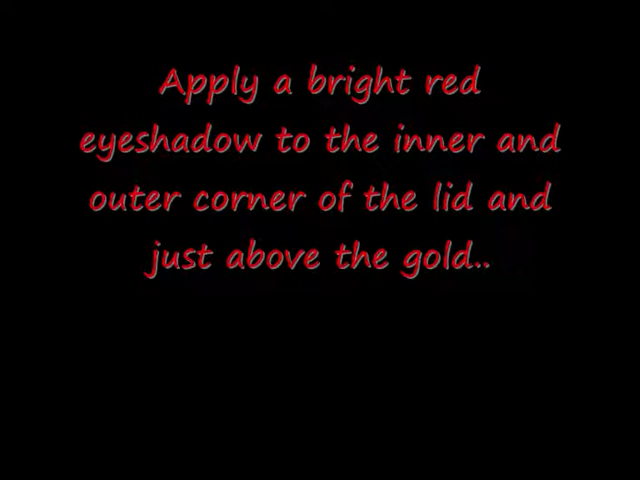 Apply a bright red
eyeshadow to the inner and
outer corner of the lid and
just above the gold..